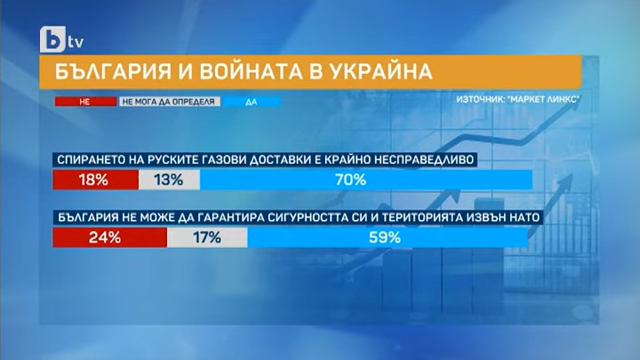 btv
БЪЛГАРИЯ И ВОЙНАТА В УКРАЙНА
НЕ НЕ МОГА ДА ОПРЕДЕЛЯ ДА ИЗТОЧНИК: "МАРКЕТ ЛИНКС"
СПИРАНЕТО НА РУСКИТЕ ГАЗОВИ ДОСТАВКИ Е КРАЙНО НЕСПРАВЕДЛИВО
18% 13% 70%
БЪЛГАРИЯ НЕ МОЖЕ ДА ГАРАНТИРА СИГУРНОСТТА СИ И ТЕРИТОРИЯТА ИЗВЪН НАТО
24% 17% 59%